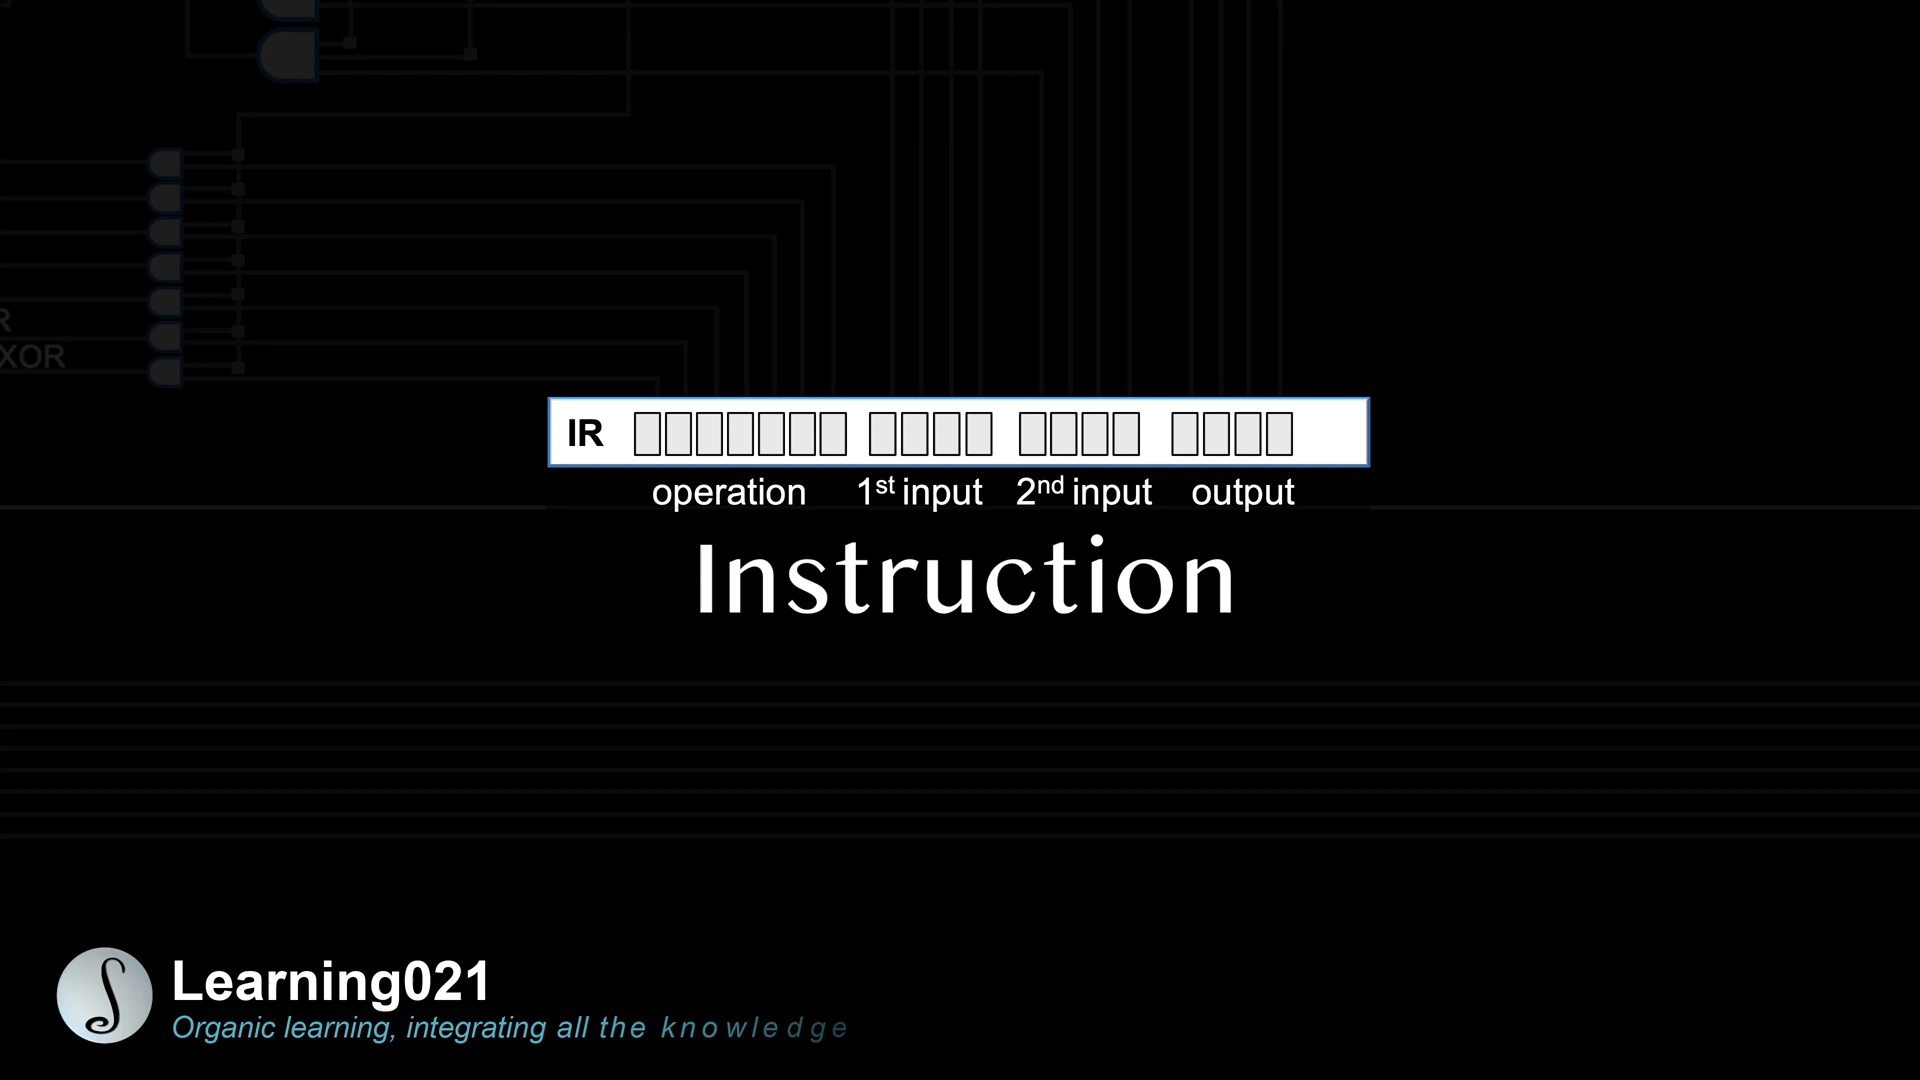 R
XOR
IR
operation 1st input 2nd input output
Instruction
Learning021
Organic learning, integrating all the knowledge